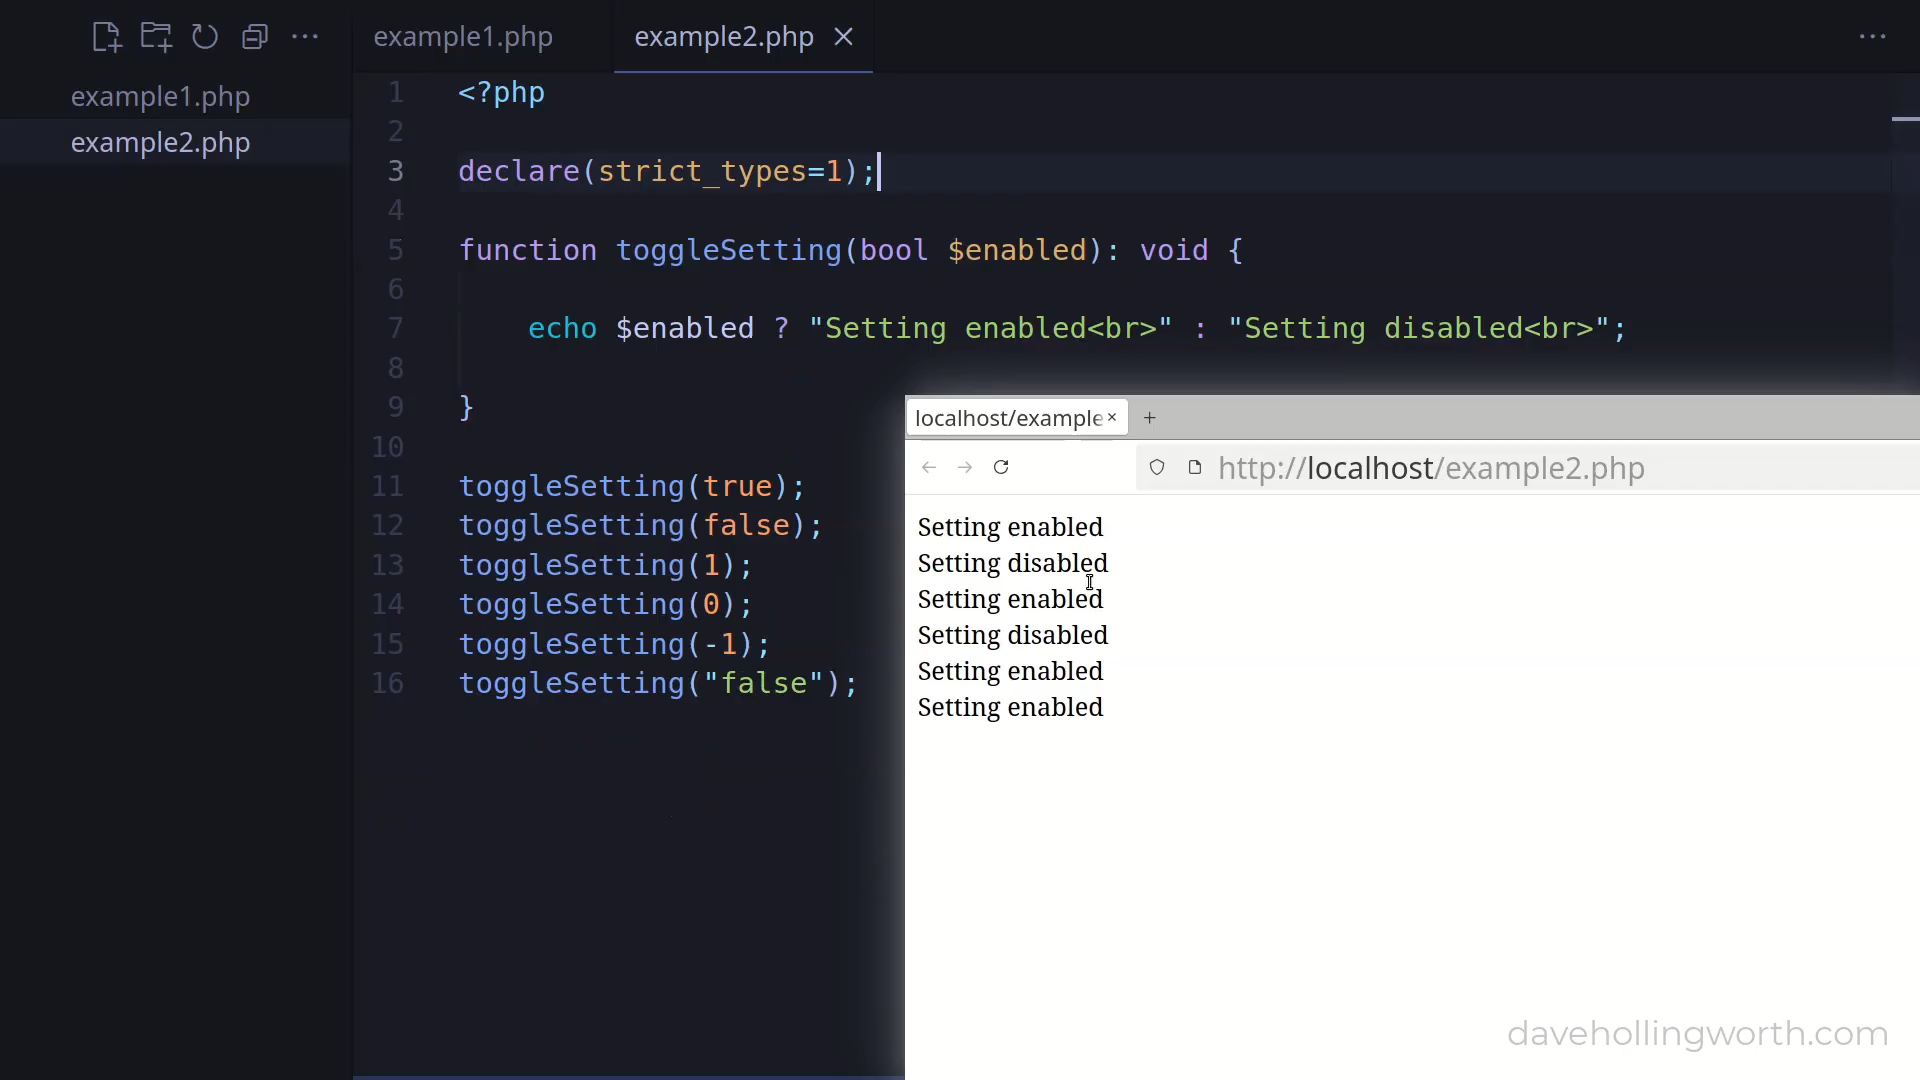 example1.php
example2.php
example1.php
example2.php
1 <?php
2
3 declare(strict_types=1);
4
5 function toggleSetting(bool $enabled): void {
6
7 echo $enabled ? "Setting enabled<br>" : "Setting disabled<br>";
8
9 }
10
11 toggleSetting(true);
12 toggleSetting(false);
13 toggleSetting(1);
14 toggleSetting(0);
15 toggleSetting(-1);
16 toggleSetting("false");
localhost/example
http://localhost/example2.php
Setting enabled
Setting disabled
Setting enabled
Setting disabled
Setting enabled
Setting enabled
davehollingworth.com